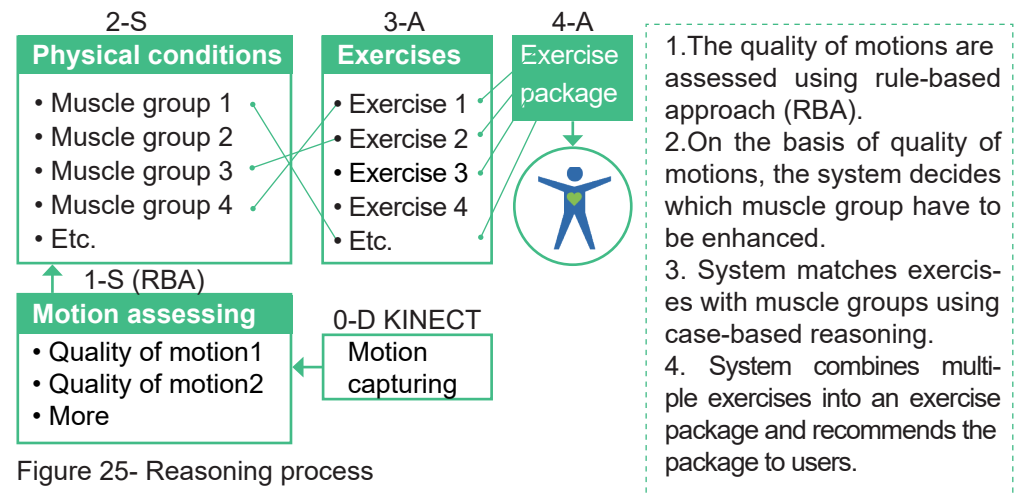 2-S
Physical conditions
• Muscle group 1
• Muscle group 2
• Muscle group 3
• Muscle group 4
• Etc.
3-A
Exercises
• Exercise 1
• Exercise 2
• Exercise 3
• Exercise 4
• Etc.
4-A
Exercise
package
1-S (RBA)
Motion assessing
• Quality of motion1
• Quality of motion2
• More
0-D KINECT
Motion
capturing
Figure 25- Reasoning process
1.The quality of motions are
assessed using rule-based
approach (RBA).
2.On the basis of quality of
motions, the system decides
which muscle group have to
be enhanced.
3. System matches exercis-
es with muscle groups using
case-based reasoning.
4. System combines multi-
ple exercises into an exercise
package and recommends the
package to users.